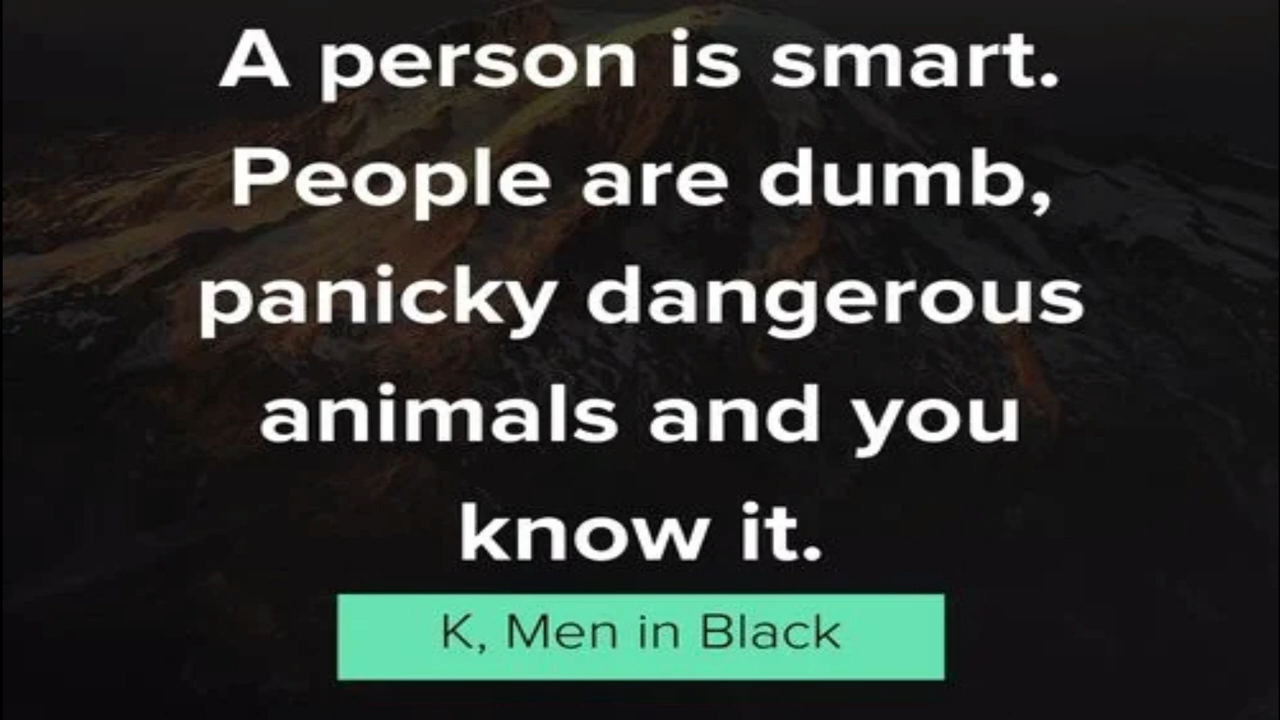 A person is smart.
People are dumb,
panicky dangerous
animals and you
know it.
K, Men in Black